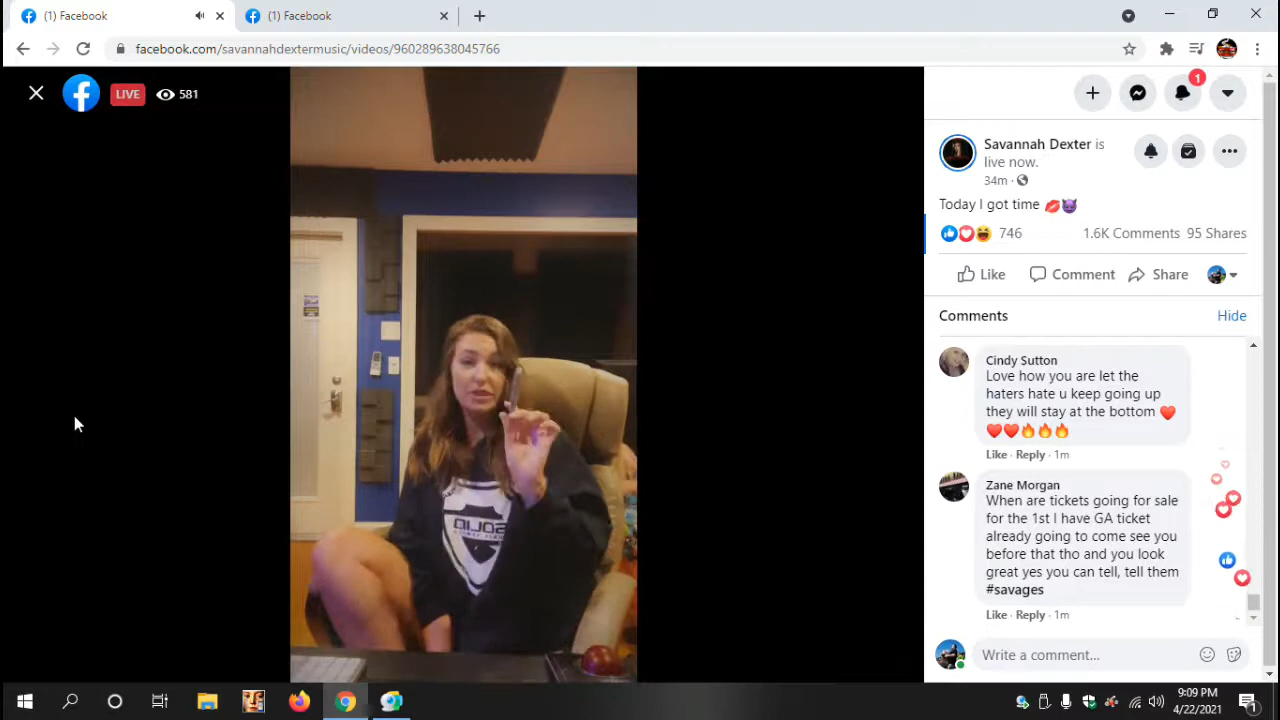 (1) Facebook
(1) Facebook
facebook.com/savannahdextermusic/videos/960289638045766
LIVE 581
1
Savannah Dexter is
live now.
34m
Today I got time 💋😈
746 1.6K Comments 95 Shares
Like Comment Share
Comments Hide
Cindy Sutton
Love how you are let the
haters hate u keep going up
they will stay at the bottom ❤️
❤️❤️🔥🔥🔥
Like · Reply · 1m
Zane Morgan
When are tickets going for sale
for the 1st I have GA ticket
already going to come see you
before that tho and you look
great yes you can tell, tell them
#savages
Like · Reply · 1m
Write a comment...
SOLID
9:09 PM
4/22/2021
1